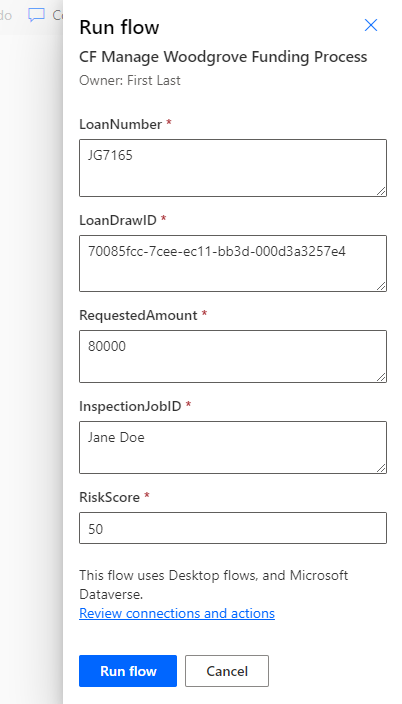 do Co
Run flow
CF Manage Woodgrove Funding Process
Owner: First Last
LoanNumber *
JG7165
LoanDrawID *
70085fcc-7cee-ec11-bb3d-000d3a3257e4
RequestedAmount *
80000
InspectionJobID *
Jane Doe
RiskScore *
50
This flow uses Desktop flows, and Microsoft
Dataverse.
Review connections and actions
Run flow Cancel